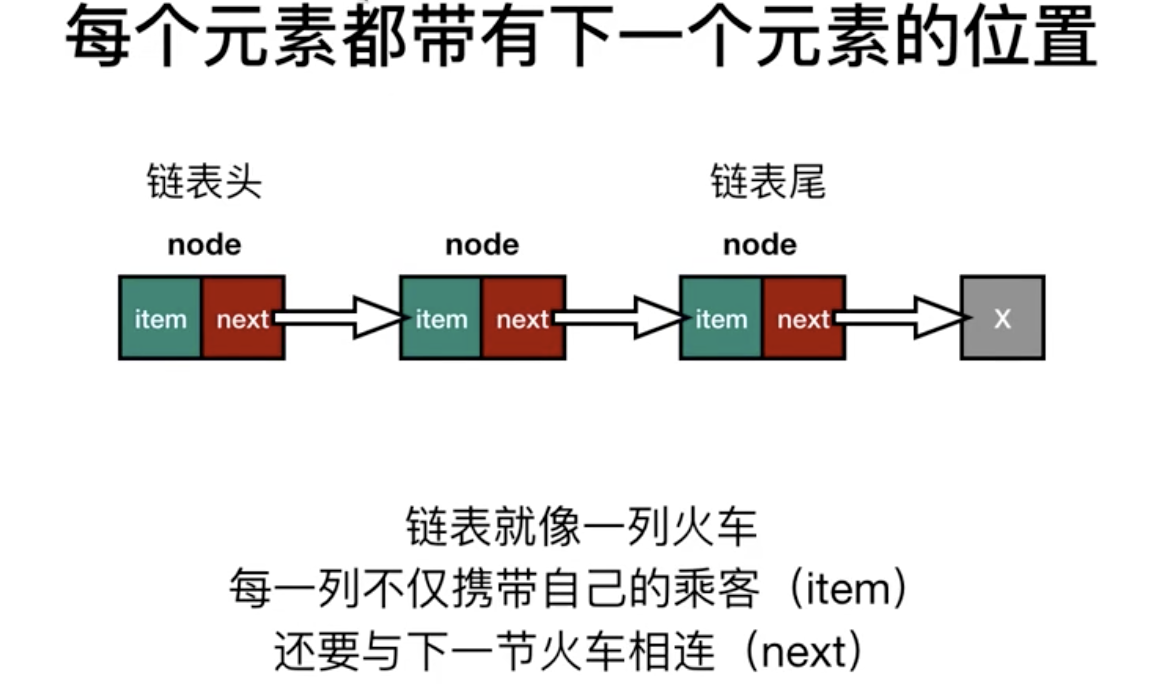 每个元素都带有下一个元素的位置
链表头 链表尾
node node node
item next item next item next X
链表就像一列火车
每一列不仅携带自己的乘客（item）
还要与下一节火车相连（next）